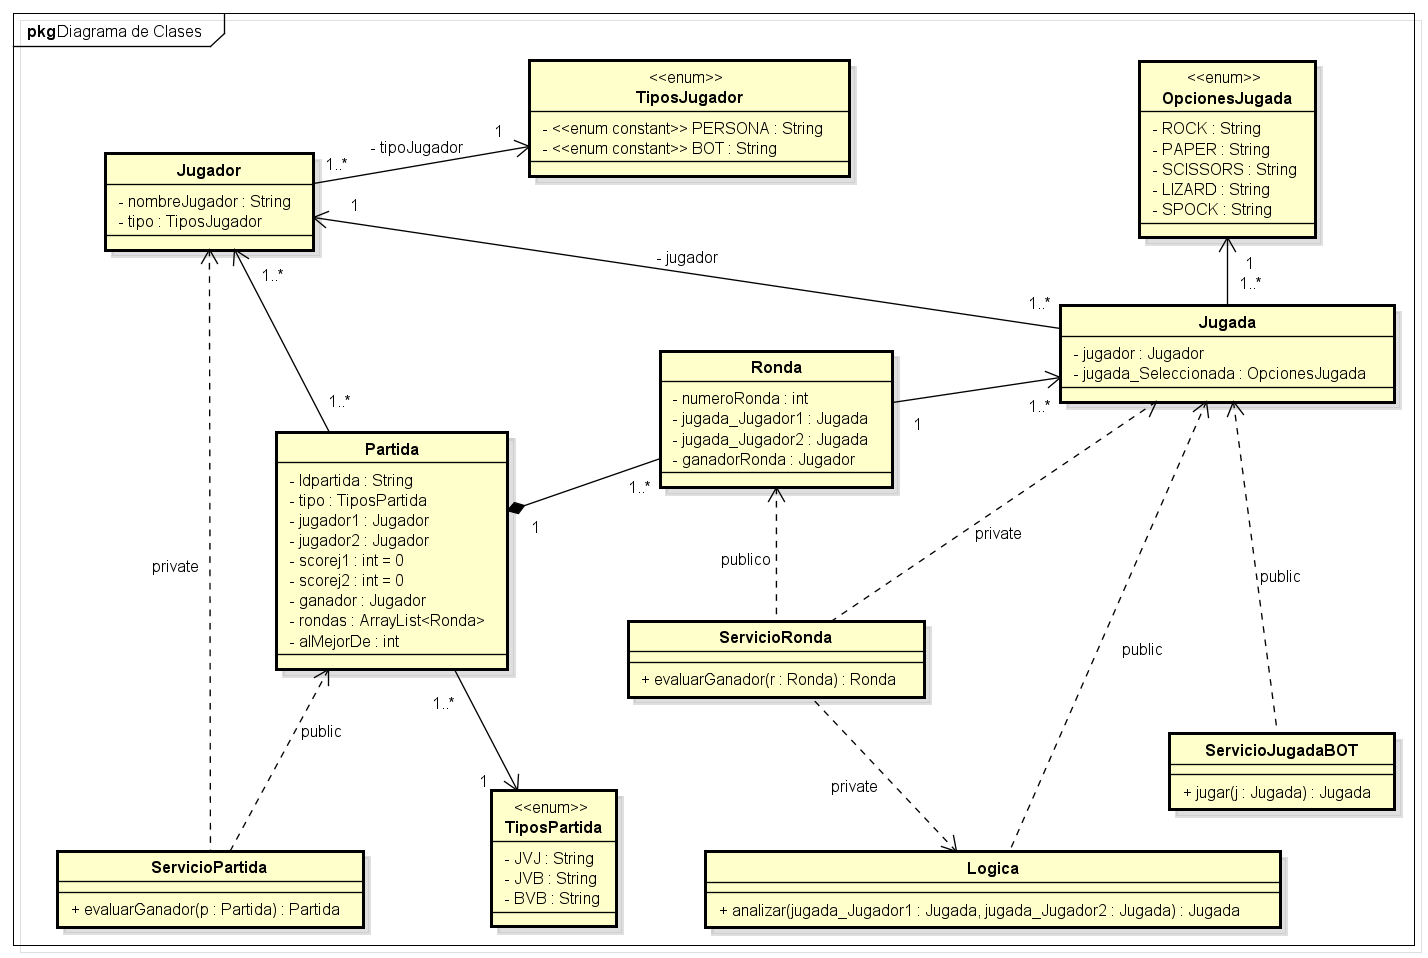 pkg Diagrama de Clases
<<enum>>
TiposJugador
- <<enum constant>> PERSONA : String
- <<enum constant>> BOT : String
<<enum>>
OpcionesJugada
- ROCK : String
- PAPER : String
- SCISSORS : String
- LIZARD : String
- SPOCK : String
Jugador
- nombreJugador : String
- tipo : TiposJugador
1..*
- tipoJugador
1
1
- jugador
1..*
1
1..*
1..*
1..*
Jugada
- jugador : Jugador
- jugada_Seleccionada : OpcionesJugada
Ronda
- numeroRonda : int
- jugada_Jugador1 : Jugada
- jugada_Jugador2 : Jugada
- ganadorRonda : Jugador
1
1..*
Partida
- Idpartida : String
- tipo : TiposPartida
- jugador1 : Jugador
- jugador2 : Jugador
- scorej1 : int = 0
- scorej2 : int = 0
- ganador : Jugador
- rondas : ArrayList<Ronda>
- alMejorDe : int
1..*
1
private
publico
private
public
public
public
private
ServicioRonda
+ evaluarGanador(r : Ronda) : Ronda
1..*
1
ServicioJugadaBOT
+ jugar(j : Jugada) : Jugada
<<enum>>
TiposPartida
- JVJ : String
- JVB : String
- BVB : String
ServicioPartida
+ evaluarGanador(p : Partida) : Partida
Logica
+ analizar(jugada_Jugador1 : Jugada, jugada_Jugador2 : Jugada) : Jugada